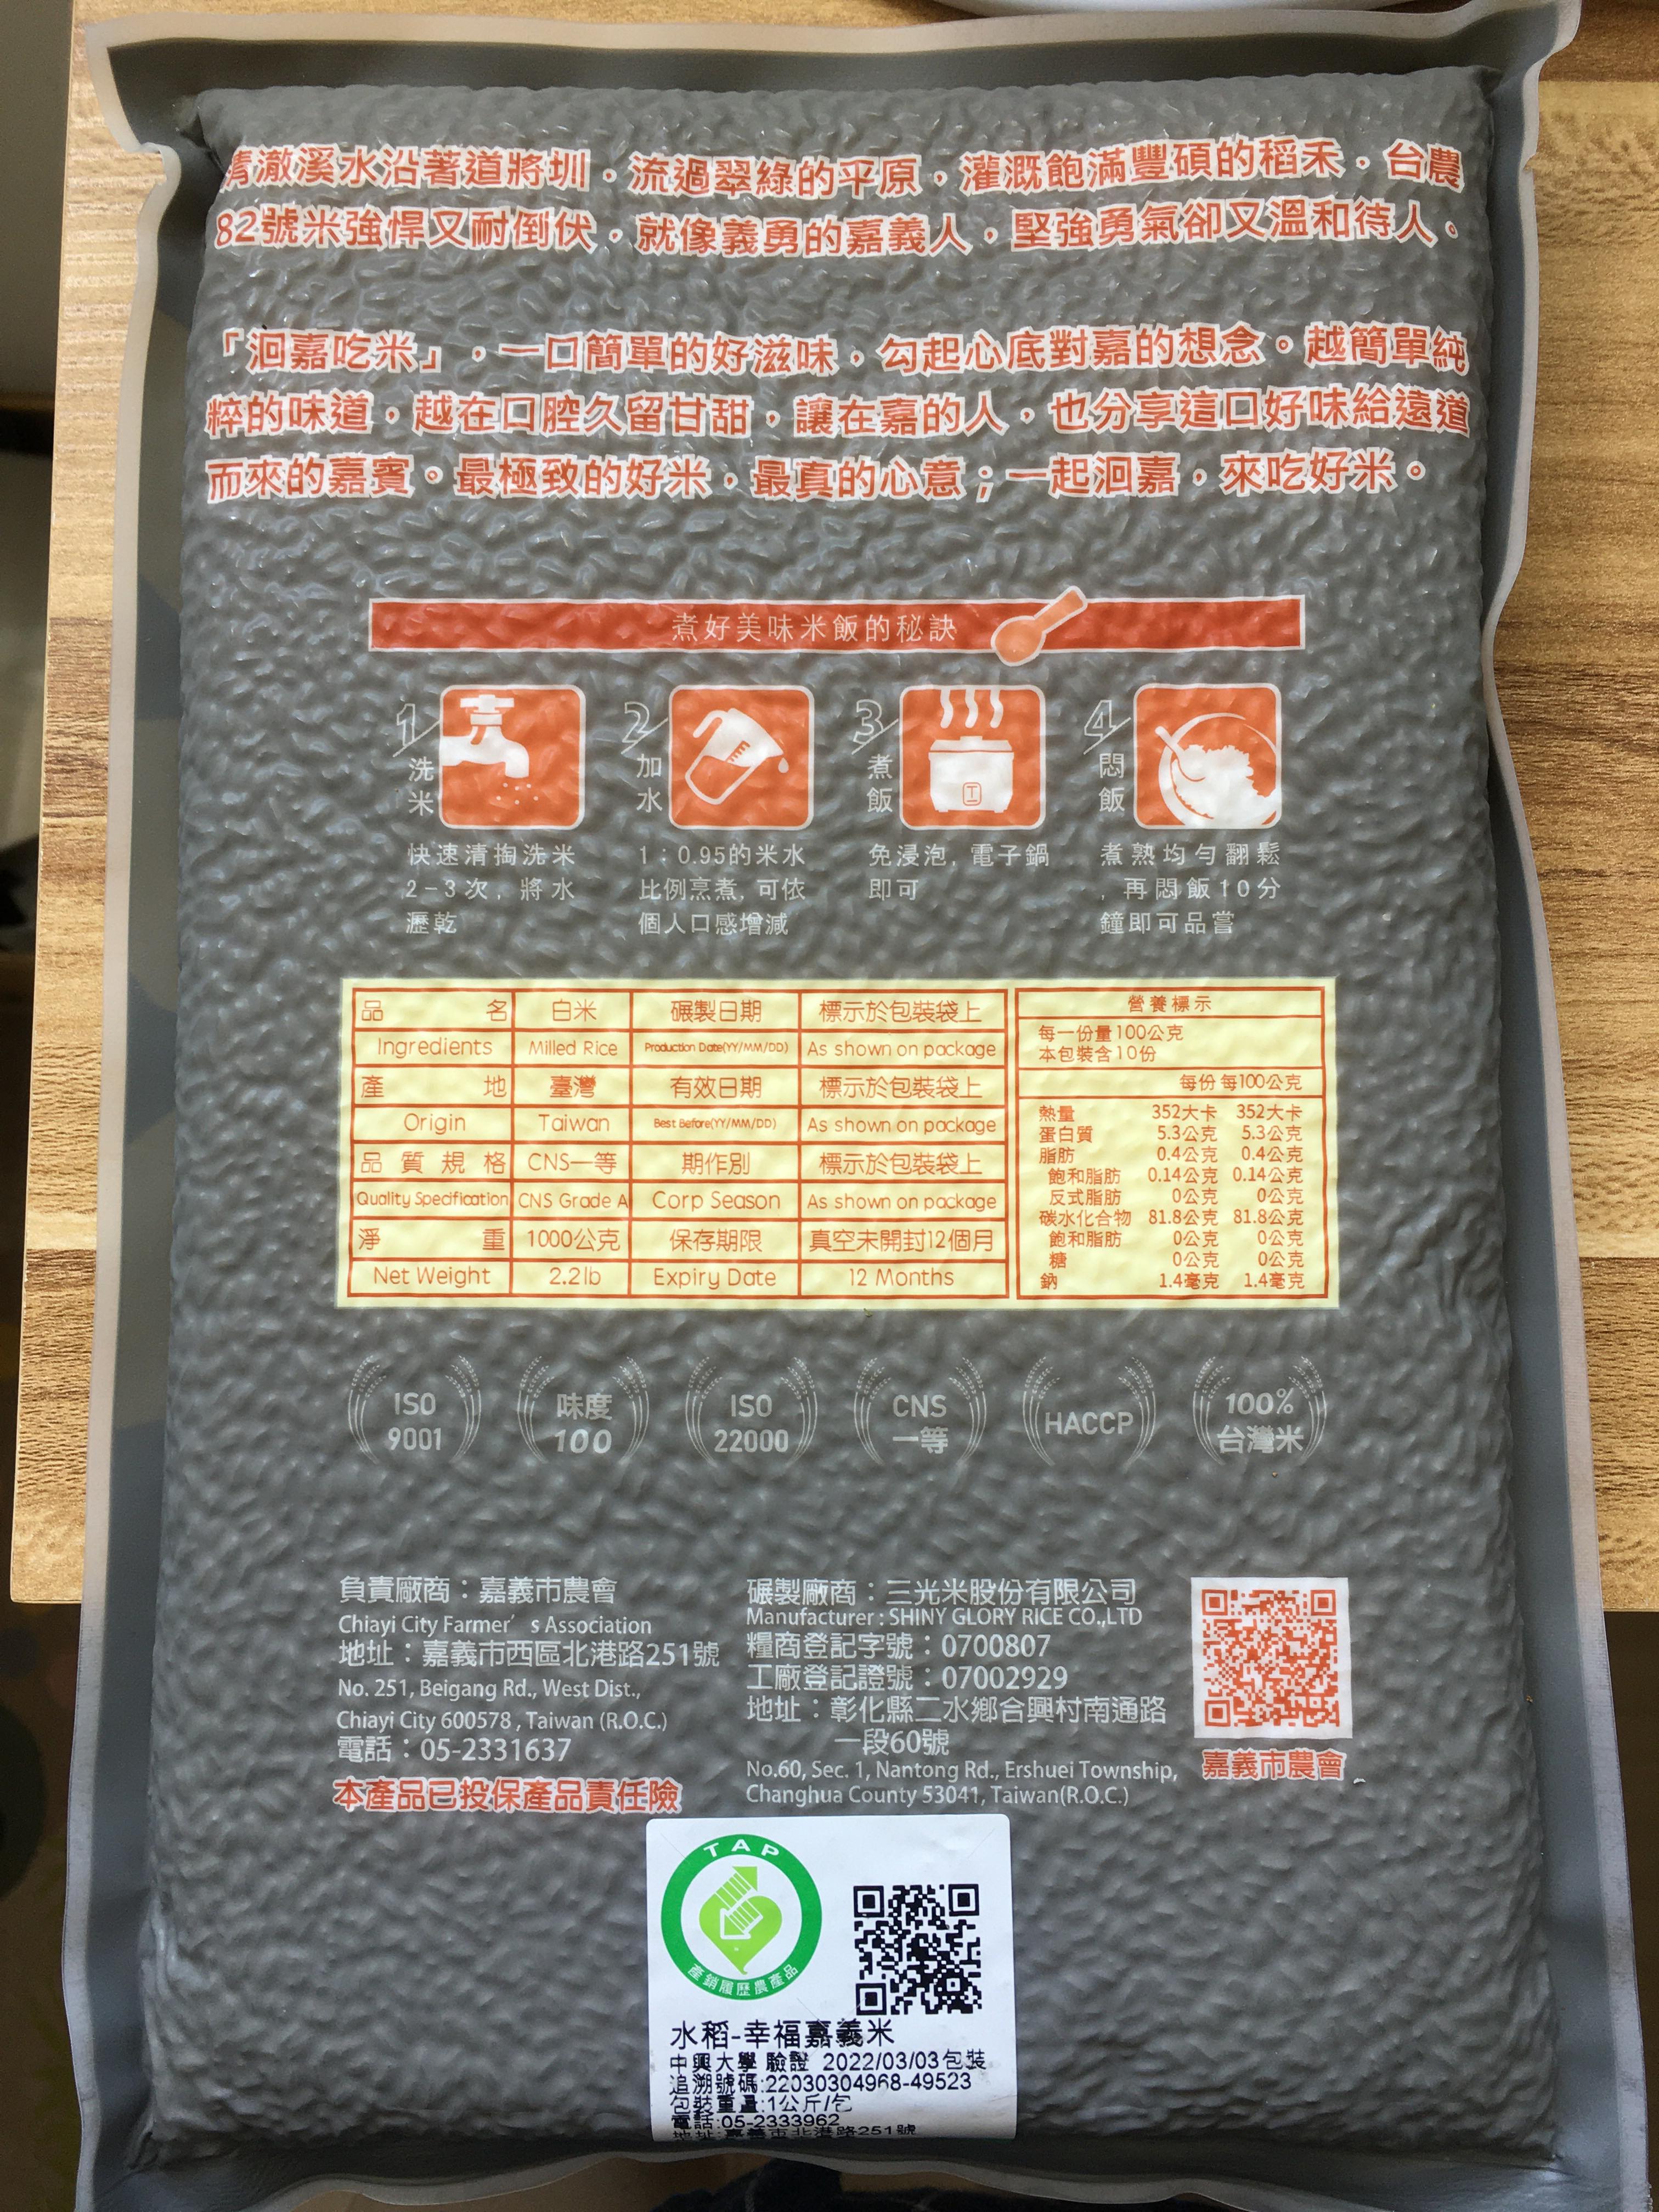 清澈溪水沿著道將圳，流過翠綠的平原，灌溉飽滿豐碩的稻禾，台農
82號米強悍又耐倒伏，就像義勇的嘉義人，堅強勇氣卻又溫和待人。
「洄嘉吃米」，一口簡單的好滋味，勾起心底對嘉的想念。越簡單純
粹的味道，越在口腔久留甘甜，讓在嘉的人，也分享這口好味給遠道
而來的嘉賓。最極致的好米，最真的心意；一起洄嘉，來吃好米。
煮好美味米飯的秘訣
1 洗米
快速清掏洗米
2-3次，將水
瀝乾
2 加水
1：0.95的米水
比例烹煮，可依
個人口感增減
3 煮飯
免浸泡，電子鍋
即可
4 悶飯
煮熟均勻翻鬆
，再悶飯10分
鐘即可品嘗
品名 白米 碾製日期 標示於包裝袋上
Ingredients Milled Rice Production Date(YY/MM/DD) As shown on package
產地 臺灣 有效日期 標示於包裝袋上
Origin Taiwan Best Before(YY/MM/DD) As shown on package
品質規格 CNS一等 期作別 標示於包裝袋上
Quality Specification CNS Grade A Corp Season As shown on package
淨重 1000公克 保存期限 真空未開封12個月
Net Weight 2.2lb Expiry Date 12 Months
營養標示
每一份量100公克
本包裝含10份
每份 每100公克
熱量 352大卡 352大卡
蛋白質 5.3公克 5.3公克
脂肪 0.4公克 0.4公克
飽和脂肪 0.14公克 0.14公克
反式脂肪 0公克 0公克
碳水化合物 81.8公克 81.8公克
飽和脂肪 0公克 0公克
糖 0公克 0公克
鈉 1.4毫克 1.4毫克
ISO
9001
味度
100
ISO
22000
CNS
一等
HACCP
100%
台灣米
負責廠商：嘉義市農會
Chiayi City Farmer's Association
地址：嘉義市西區北港路251號
No. 251, Beigang Rd., West Dist.,
Chiayi City 600578 , Taiwan (R.O.C.)
電話：05-2331637
本產品已投保產品責任險
碾製廠商：三光米股份有限公司
Manufacturer : SHINY GLORY RICE CO.,LTD
糧商登記字號：0700807
工廠登記證號：07002929
地址：彰化縣二水鄉合興村南通路
一段60號
No.60, Sec. 1, Nantong Rd., Ershuei Township,
Changhua County 53041, Taiwan(R.O.C.)
嘉義市農會
TAP
產銷履歷農產品
水稻-幸福嘉義米
中興大學 驗證 2022/03/03包裝
追溯號碼:22030304968-49523
包裝重量:1公斤/包
電話:05-2333962
地址:嘉義市北港路251號